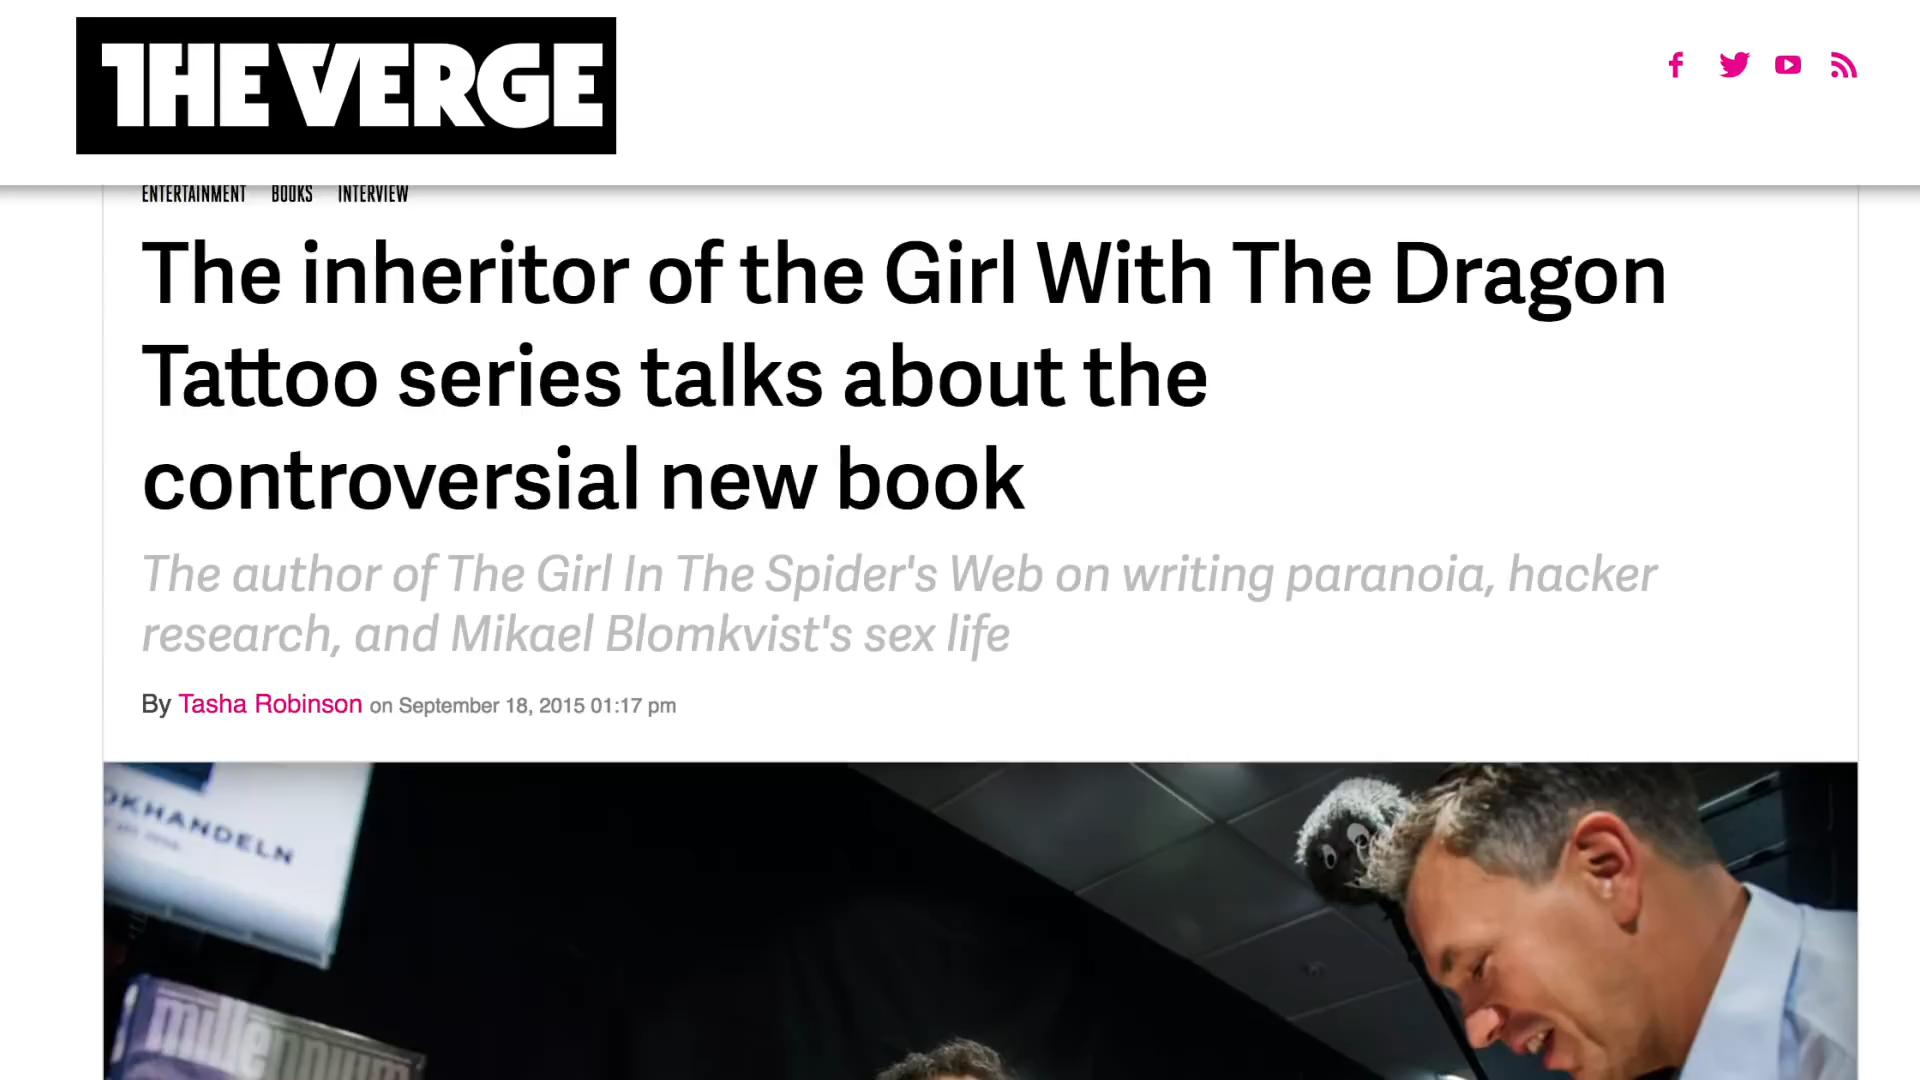 THE VERGE
ENTERTAINMENT BOOKS INTERVIEW
The inheritor of the Girl With The Dragon
Tattoo series talks about the
controversial new book
The author of The Girl In The Spider's Web on writing paranoia, hacker
research, and Mikael Blomkvist's sex life
By Tasha Robinson on September 18, 2015 01:17 pm
OKHANDELN
millennium